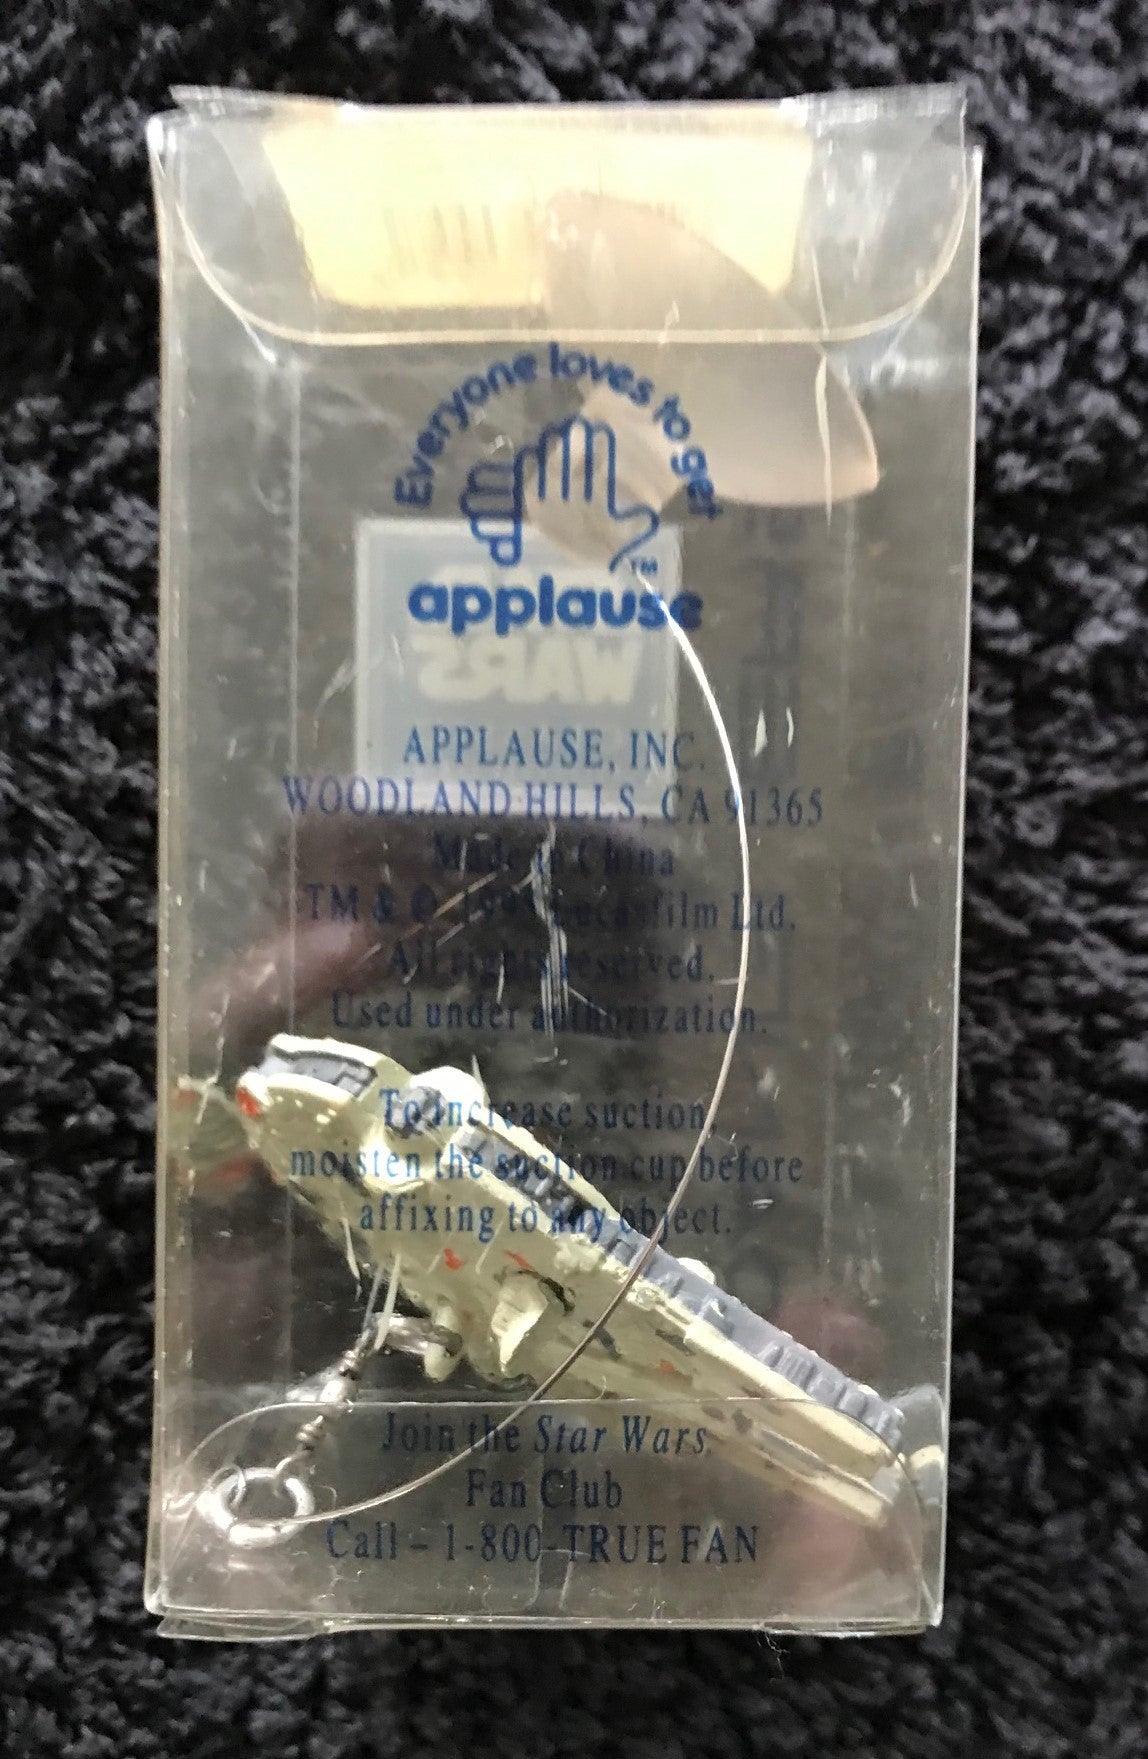 Everyone loves to get
TM
applause
WARS
APPLAUSE, INC.
WOODLAND HILLS, CA 91365
Made in China
TM & © Lucasfilm Ltd.
All rights reserved.
Used under authorization.
To increase suction,
moisten the suction cup before
affixing to any object.
Join the Star Wars
Fan Club
Call – 1-800-TRUE FAN